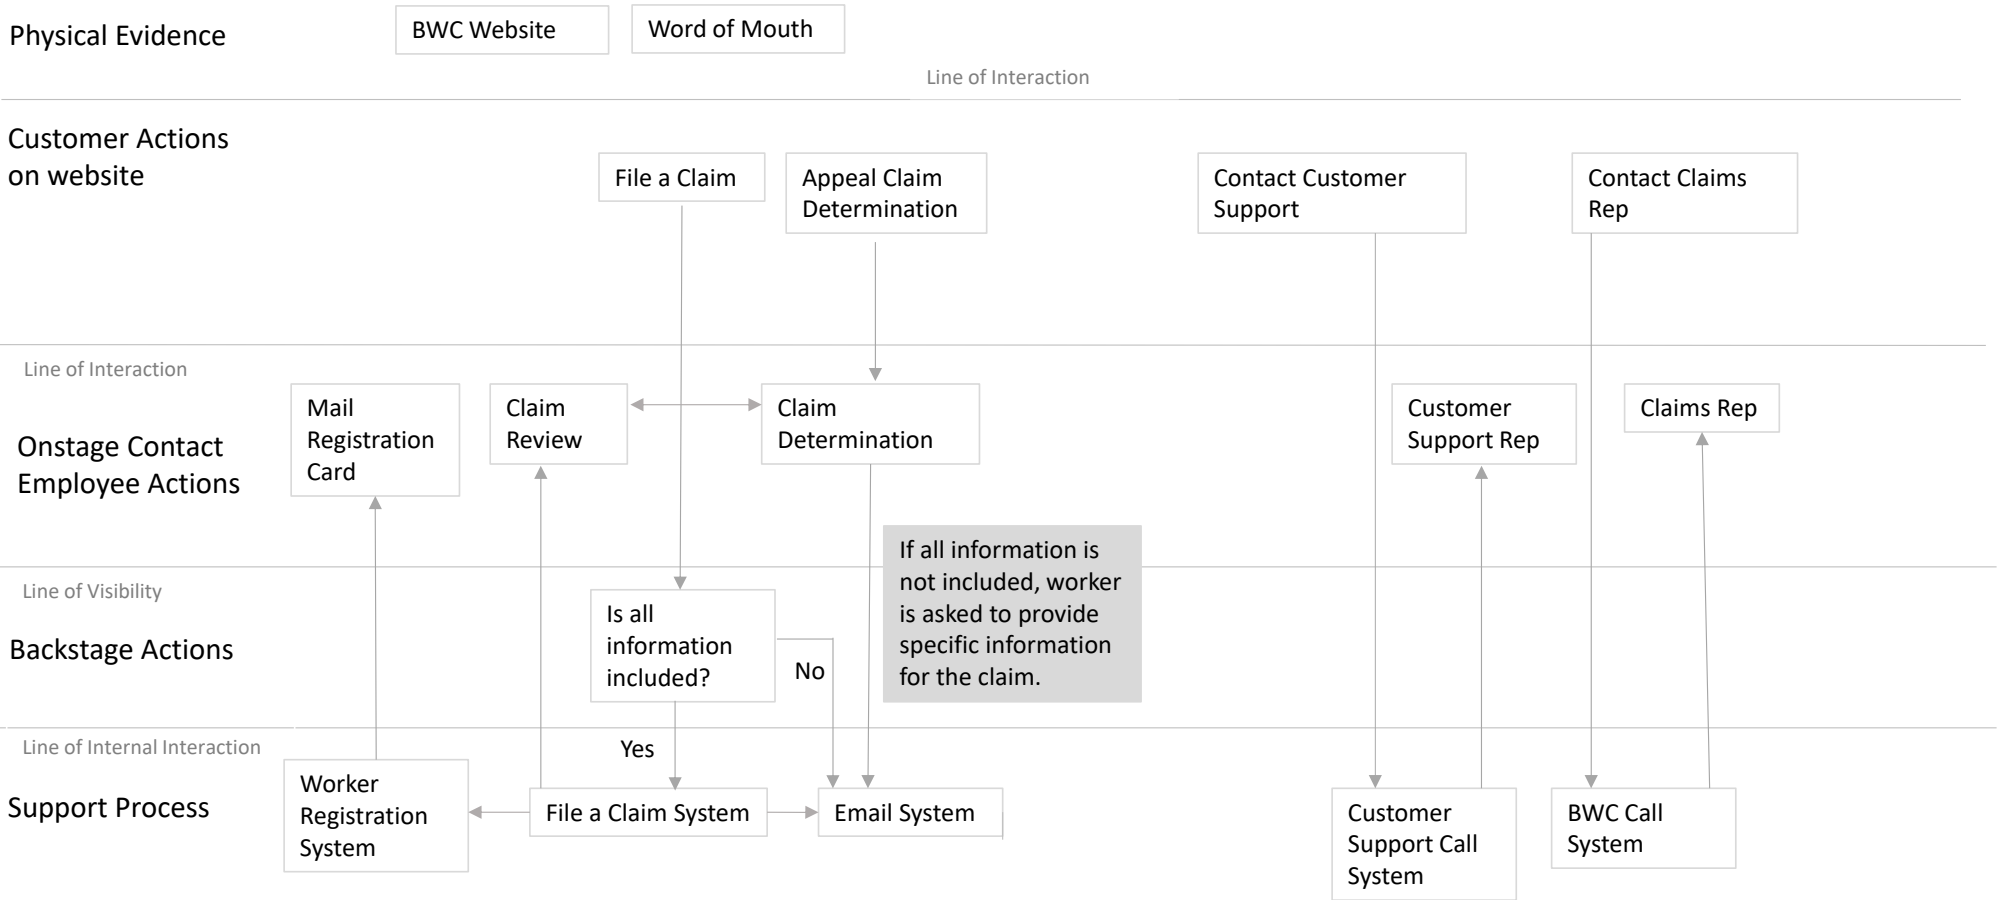 Physical Evidence
BWC Website
Word of Mouth
Line of Interaction
Customer Actions
on website
File a Claim
Appeal Claim
Determination
Contact Customer
Support
Contact Claims
Rep
Line of Interaction
Onstage Contact
Employee Actions
Mail
Registration
Card
Claim
Review
Claim
Determination
Customer
Support Rep
Claims Rep
If all information is
not included, worker
is asked to provide
specific information
for the claim.
Line of Visibility
Backstage Actions
Is all
information
included?
No
Line of Internal Interaction
Yes
Support Process
Worker
Registration
System
File a Claim System
Email System
Customer
Support Call
System
BWC Call
System